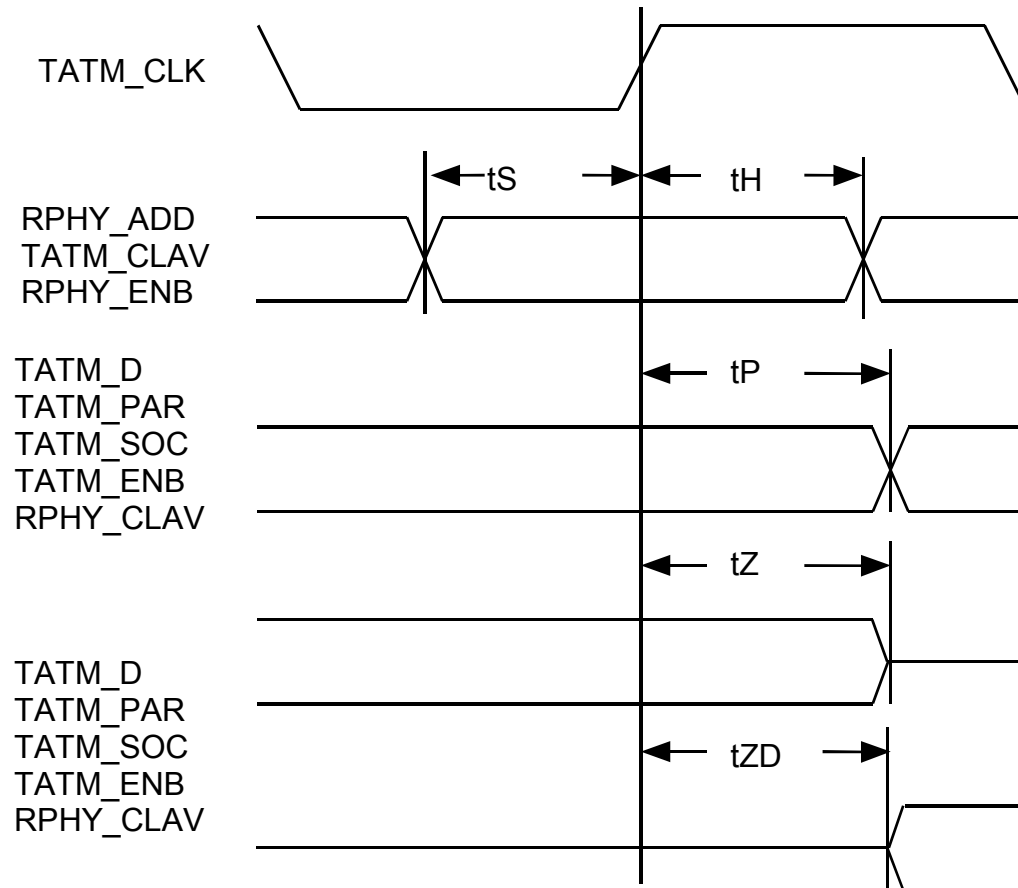 TATM_CLK
tS
tH
RPHY_ADD
TATM_CLAV
RPHY_ENB
TATM_D
tP
TATM_PAR
TATM_SOC
TATM_ENB
RPHY_CLAV
tZ
TATM_D
TATM_PAR
TATM_SOC
tZD
TATM_ENB
RPHY_CLAV